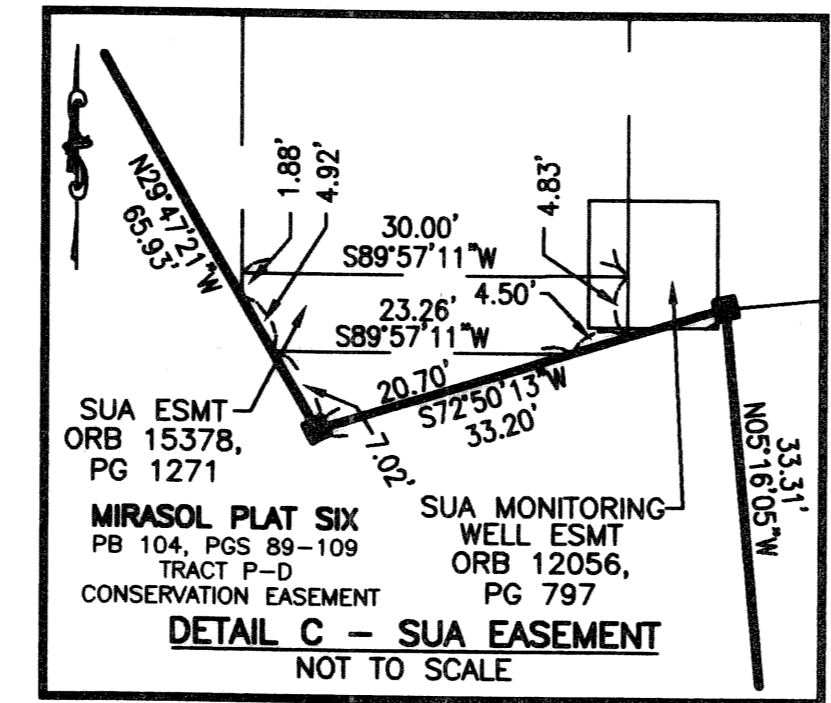 N29°47'21"W
65.93'
1.88'
4.92'
30.00'
S89°57'11"W
4.83'
23.26'
S89°57'11"W
4.50'
20.70'
S72°50'13"W
33.20'
7.02'
33.31'
N05°16'05"W
SUA ESMT
ORB 15378,
PG 1271
MIRASOL PLAT SIX
PB 104, PGS 89-109
TRACT P-D
CONSERVATION EASEMENT
SUA MONITORING
WELL ESMT
ORB 12056,
PG 797
DETAIL C - SUA EASEMENT
NOT TO SCALE